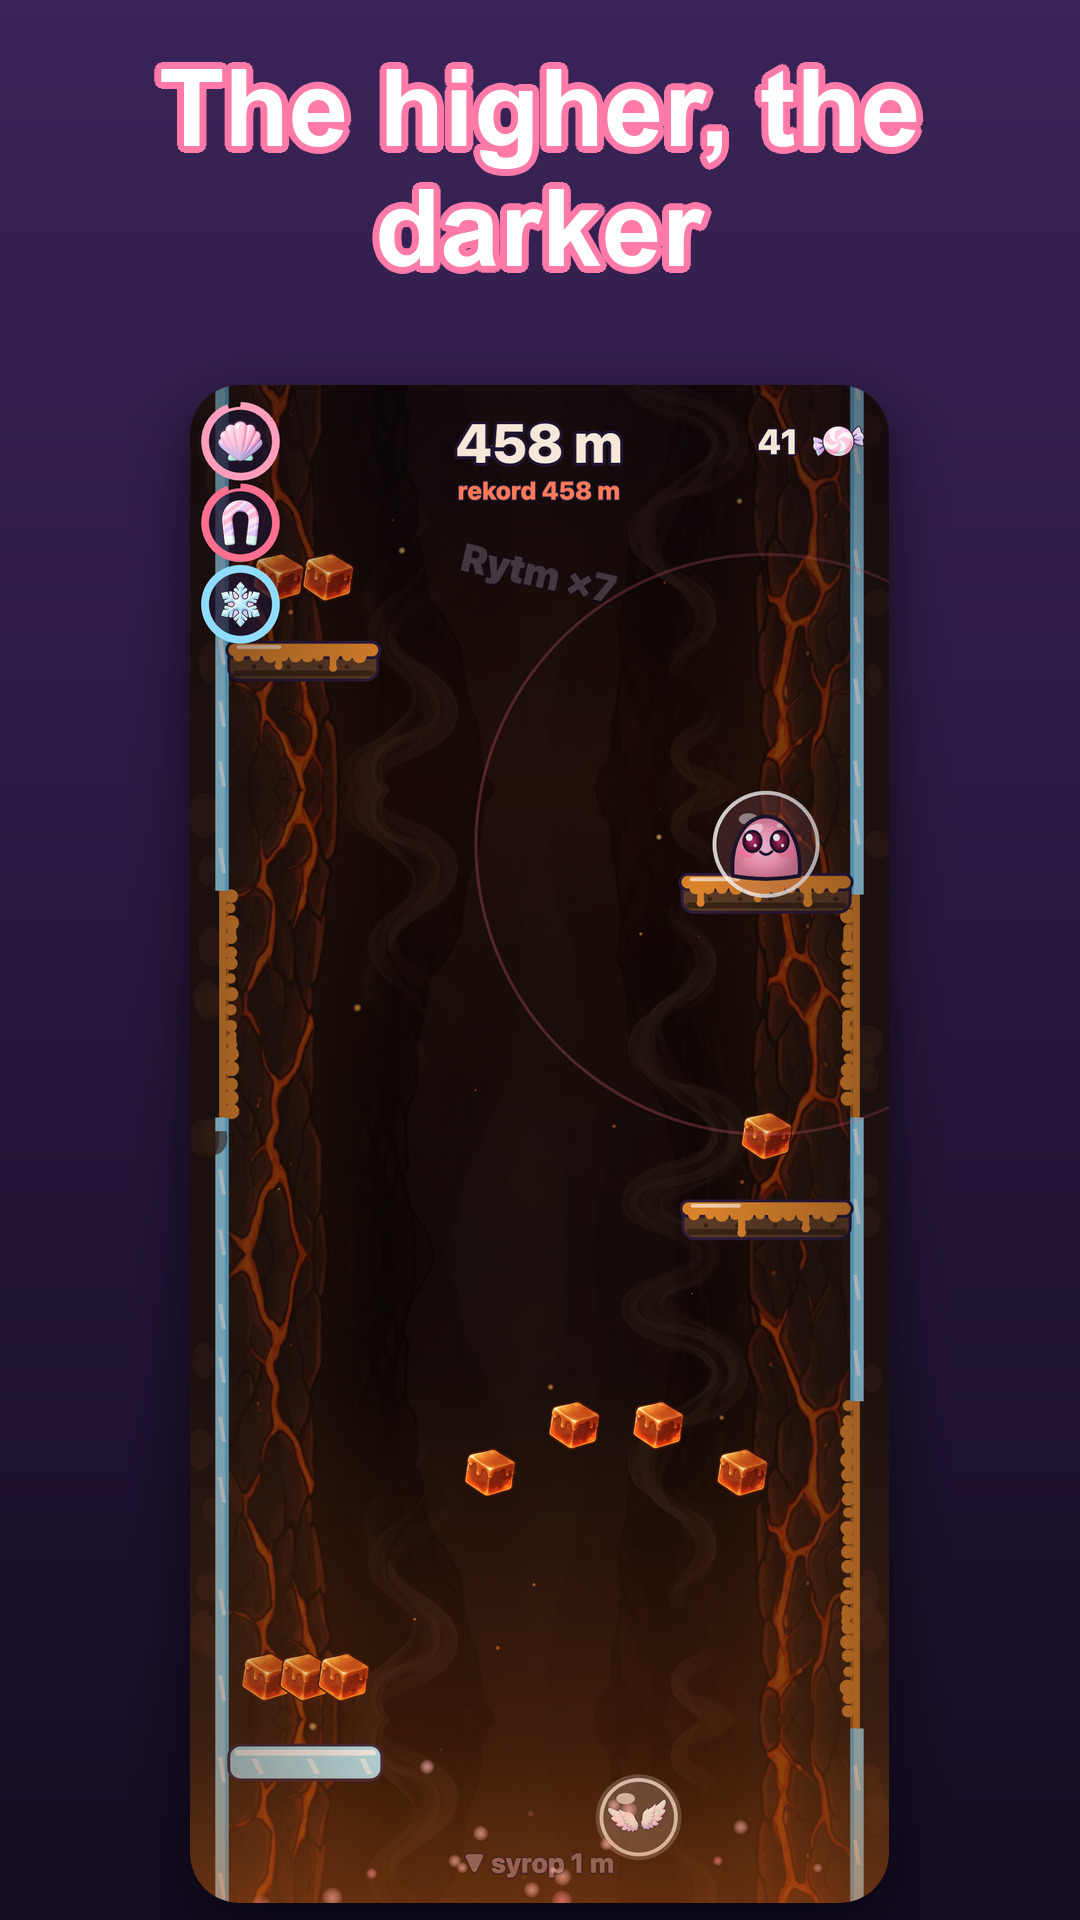 The higher, the
darker
458 m
41
rekord 458 m
Rytm ×7
▼ syrop 1 m